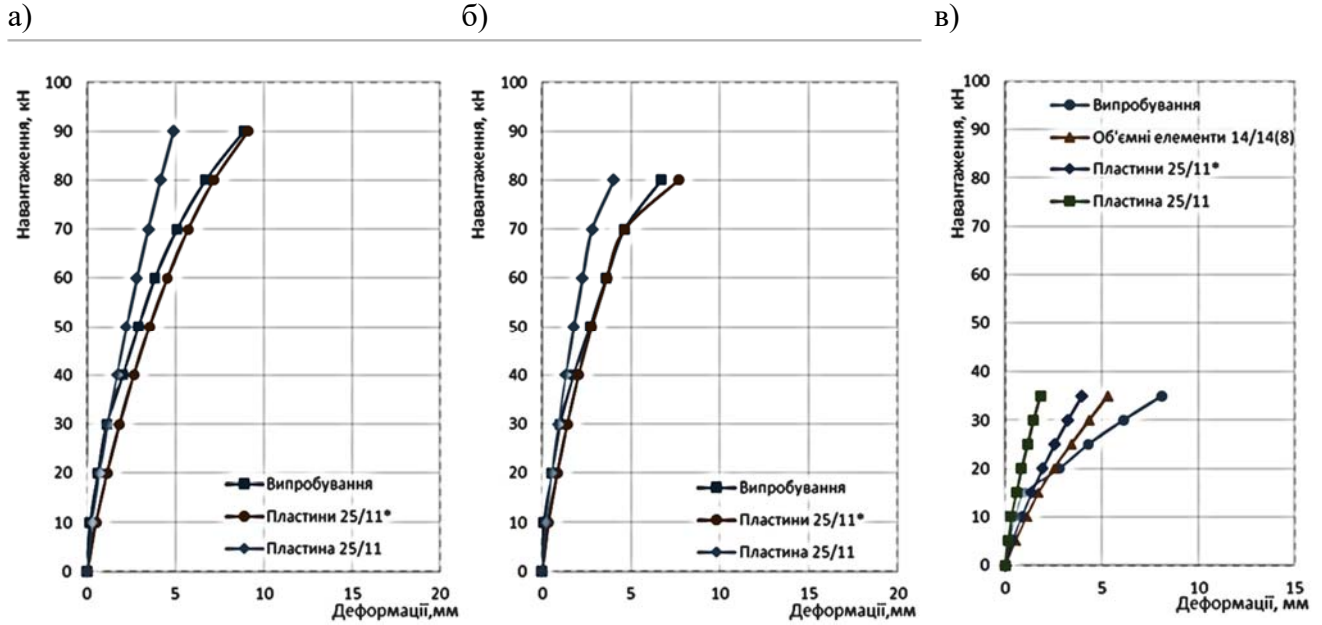 а)
б)
в)
Навантаження, кН
100
90
80
70
60
50
40
30
20
10
0
Випробування
Пластини 25/11*
Пластина 25/11
0 5 10 15 20
Деформації,мм
Навантаження, кН
100
90
80
70
60
50
40
30
20
10
0
Випробування
Пластини 25/11*
Пластина 25/11
0 5 10 15 20
Деформації,мм
Навантаження, кН
100
90
80
70
60
50
40
30
20
10
0
Випробування
Об'ємні елементи 14/14(8)
Пластини 25/11*
Пластина 25/11
0 5 10 15
Деформації, мм